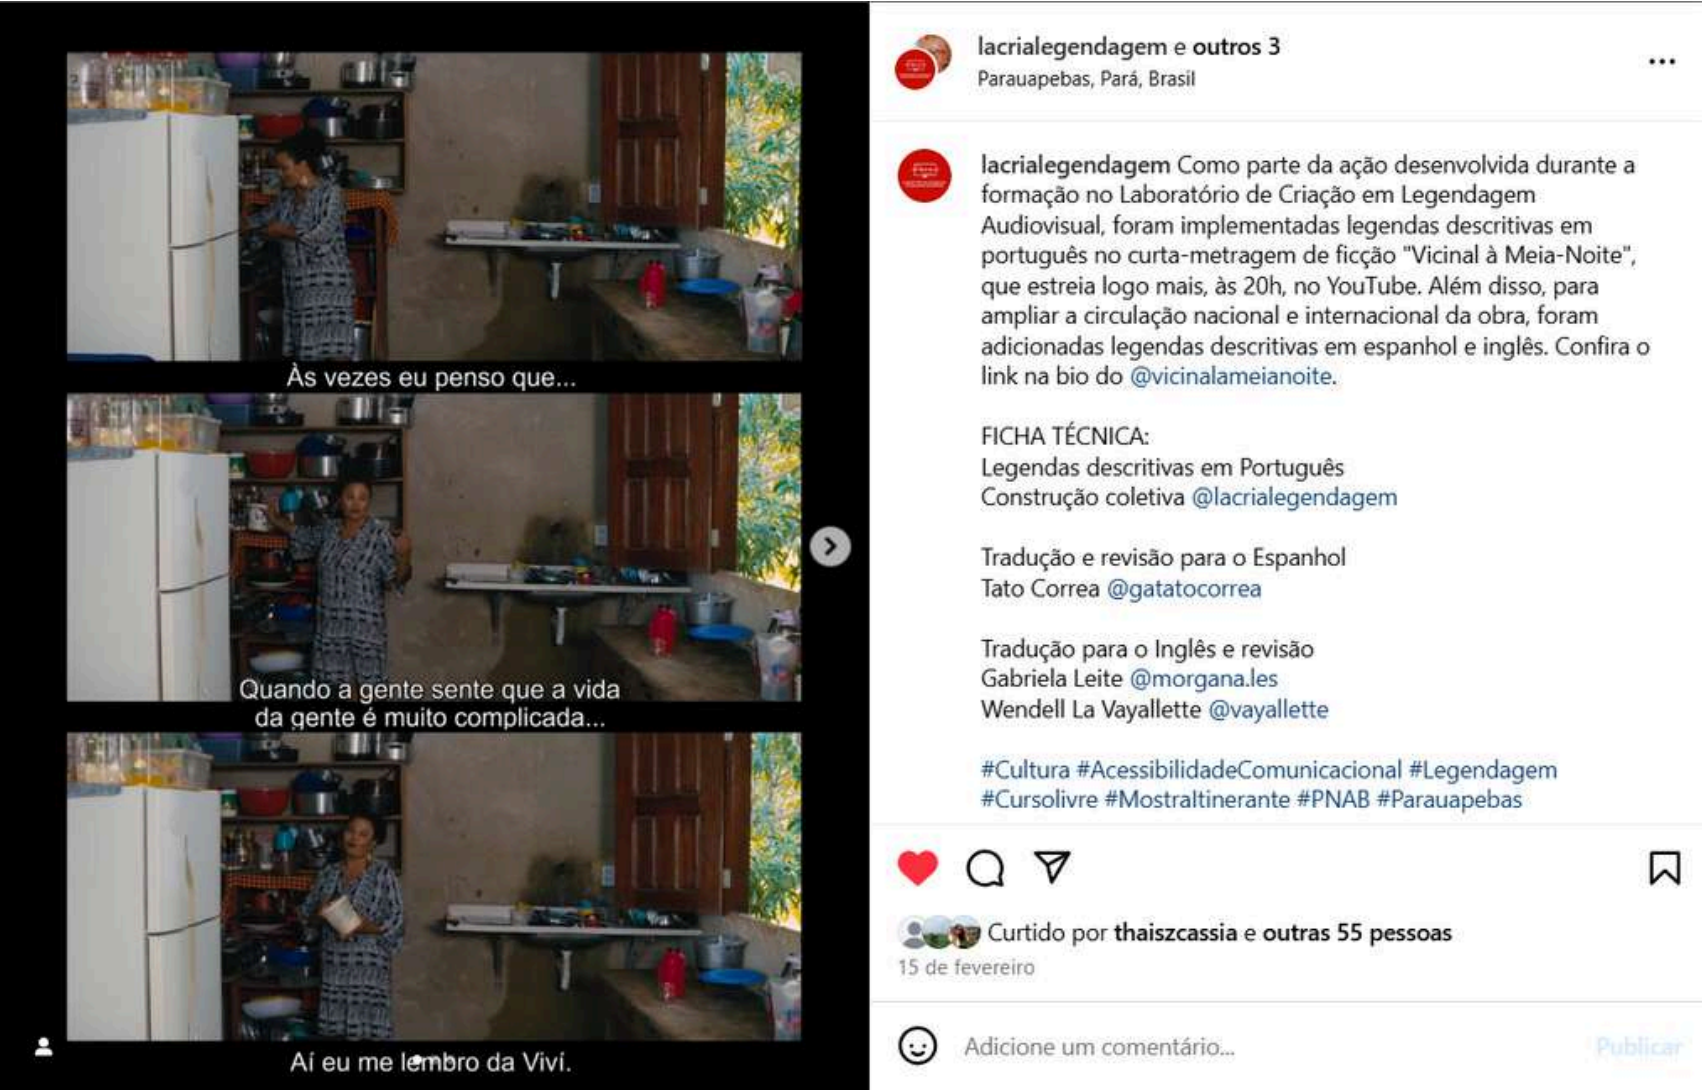 Às vezes eu penso que...
Quando a gente sente que a vida
da gente é muito complicada...
Aí eu me lembro da Viví.
lacrialegendagem e outros 3
Parauapebas, Pará, Brasil
lacrialegendagem Como parte da ação desenvolvida durante a
formação no Laboratório de Criação em Legendagem
Audiovisual, foram implementadas legendas descritivas em
português no curta-metragem de ficção "Vicinal à Meia-Noite",
que estreia logo mais, às 20h, no YouTube. Além disso, para
ampliar a circulação nacional e internacional da obra, foram
adicionadas legendas descritivas em espanhol e inglês. Confira o
link na bio do @vicinalameianoite.
FICHA TÉCNICA:
Legendas descritivas em Português
Construção coletiva @lacrialegendagem
Tradução e revisão para o Espanhol
Tato Correa @gatatocorrea
Tradução para o Inglês e revisão
Gabriela Leite @morgana.les
Wendell La Vayallette @vayallette
#Cultura #AcessibilidadeComunicacional #Legendagem
#Cursolivre #MostraItinerante #PNAB #Parauapebas
Curtido por thaiszcassia e outras 55 pessoas
15 de fevereiro
Adicione um comentário...
Publicar